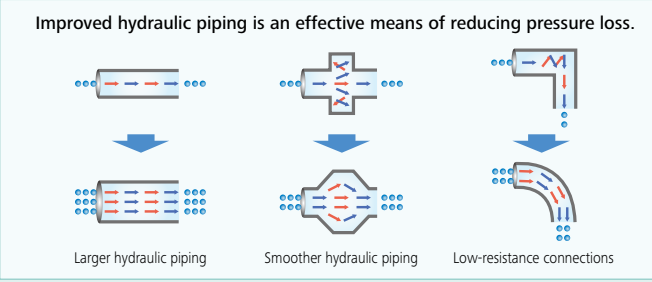 Improved hydraulic piping is an effective means of reducing pressure loss.
Larger hydraulic piping
Smoother hydraulic piping
Low-resistance connections